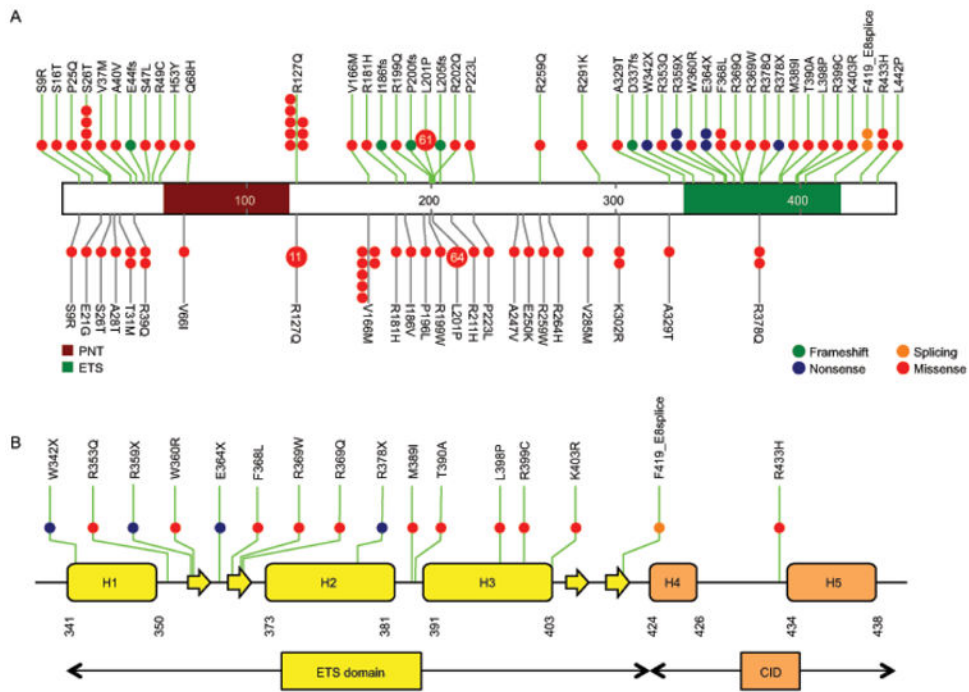 A
S9R
S16T
P25Q
S26T
V37M
A40V
E44fs
S47L
R49C
H53Y
Q68H
R127Q
V166M
R181H
I186fs
R199Q
P200fs
L201P
L205fs
R202Q
P223L
R259Q
R291K
A329T
D337fs
W342X
R353Q
R359X
W360R
E364X
F368L
R369Q
R369W
R378Q
R378X
M389I
T390A
L398P
R399C
K403R
F419_E8splice
R433H
L442P
61
100
200
300
400
11
64
S9R
E21G
S26T
A28T
T31M
R39Q
V66I
R127Q
V166M
R181H
I186V
P196L
R199W
L201P
R211H
P223L
A247V
E250K
R259W
R264H
V285M
K302R
A329T
R378Q
PNT
ETS
Frameshift
Nonsense
Splicing
Missense
B
W342X
R353Q
R359X
W360R
E364X
F368L
R369W
R369Q
R378X
M389I
T390A
L398P
R399C
K403R
F419_E8splice
R433H
H1
H2
H3
H4
H5
341
350
373
381
391
403
424
426
434
438
ETS domain
CID